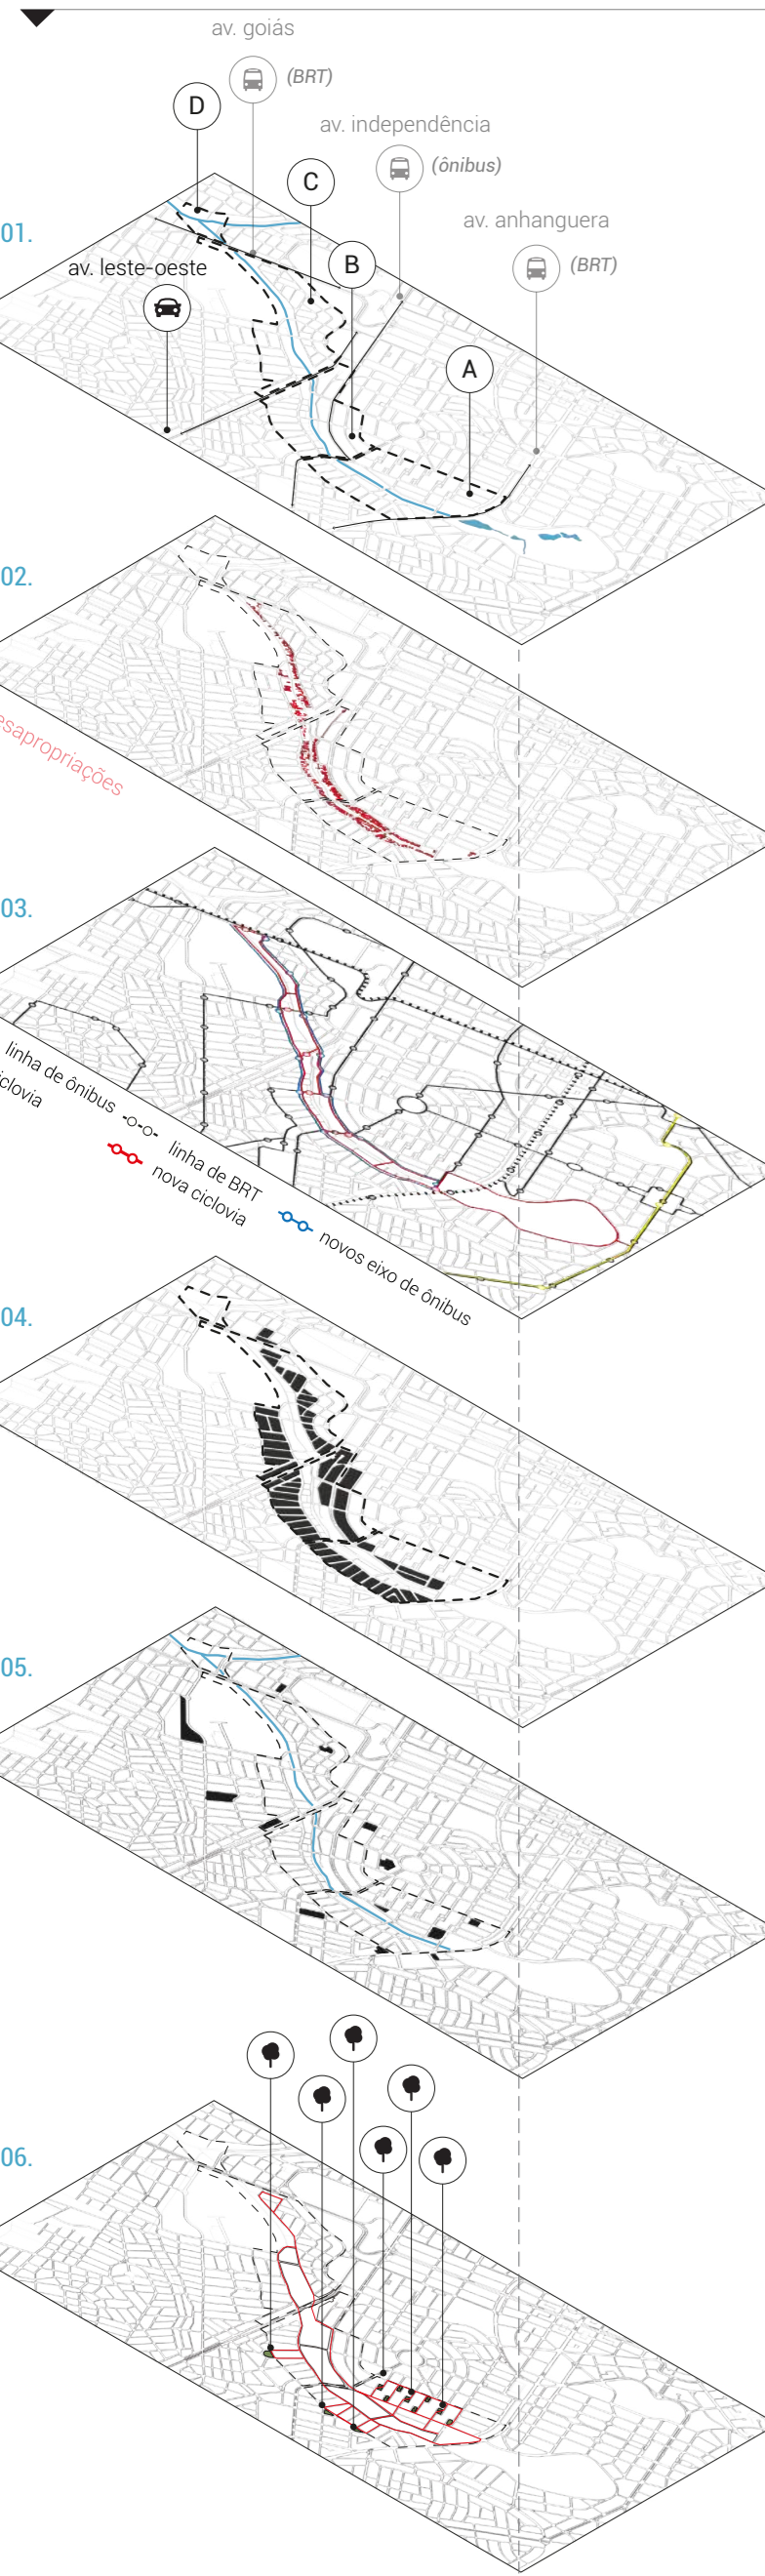 av. goiás
(BRT)
D
av. independência
C
(ônibus)
01.
av. anhanguera
B
(BRT)
av. leste-oeste
A
02.
esapropriações
03.
linha de ônibus
iclovia
linha de BRT
nova ciclovia
novos eixo de ônibus
04.
05.
06.